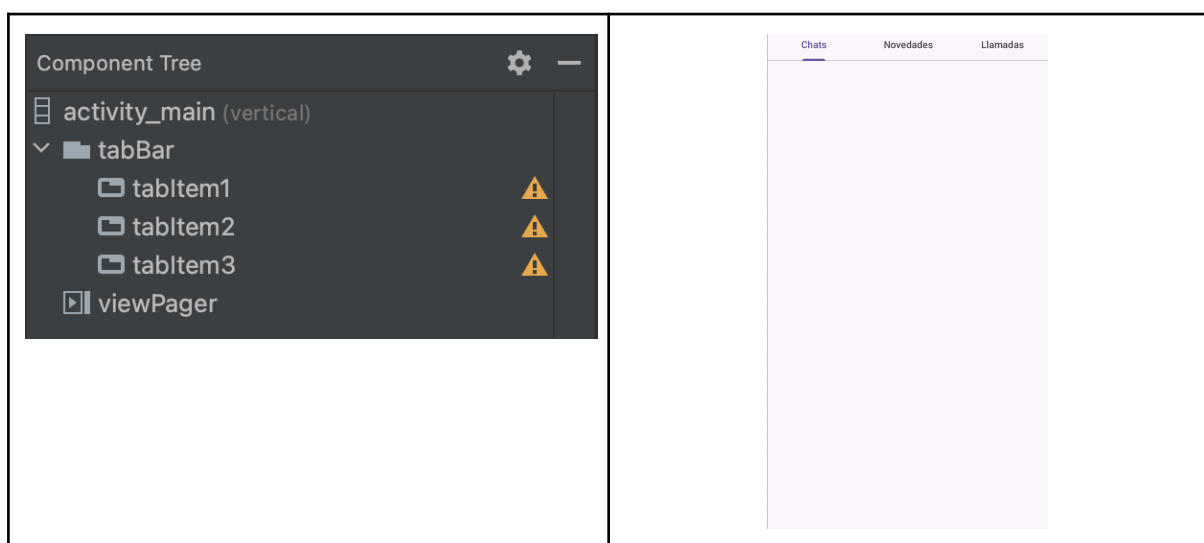 Component Tree
activity_main (vertical)
tabBar
tabItem1
tabItem2
tabItem3
viewPager
Chats Novedades Llamadas